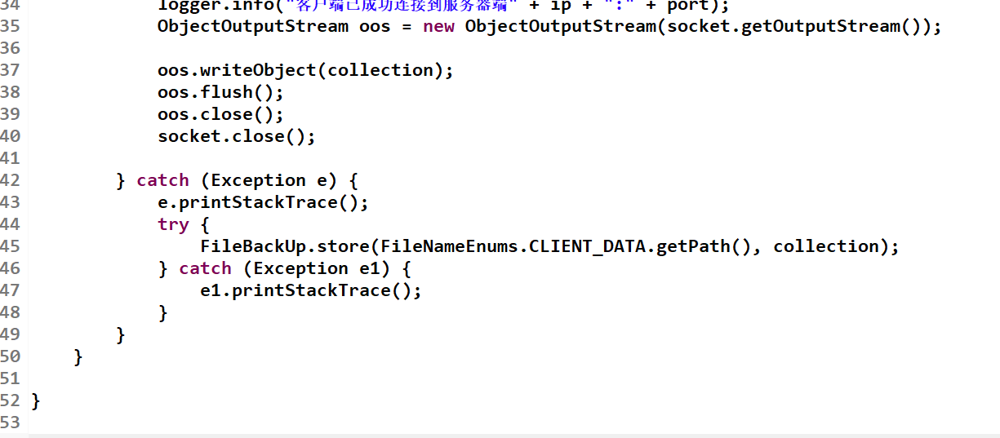 34 logger.info("客户端已成功连接到服务器端" + ip + ":" + port);
35 ObjectOutputStream oos = new ObjectOutputStream(socket.getOutputStream());
36
37 oos.writeObject(collection);
38 oos.flush();
39 oos.close();
40 socket.close();
41
42 } catch (Exception e) {
43 e.printStackTrace();
44 try {
45 FileBackUp.store(FileNameEnums.CLIENT_DATA.getPath(), collection);
46 } catch (Exception e1) {
47 e1.printStackTrace();
48 }
49 }
50 }
51
52 }
53